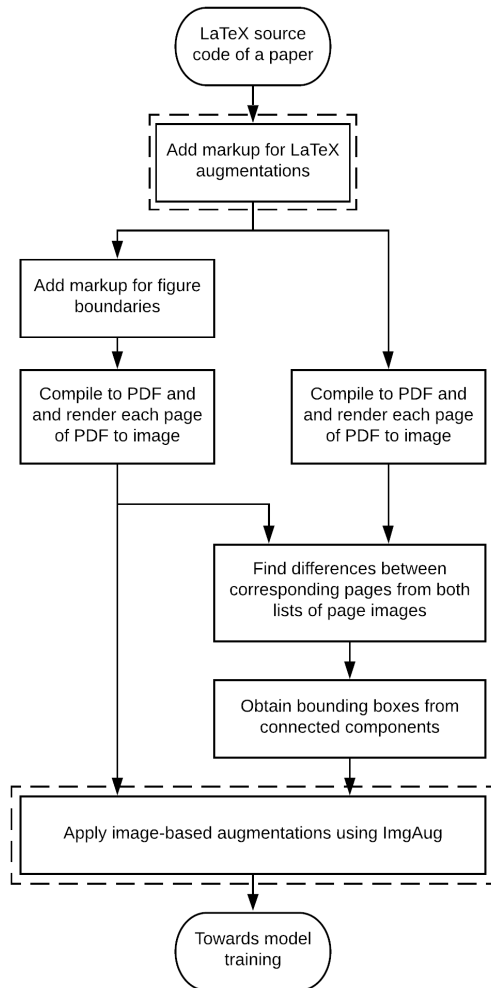 LaTeX source
code of a paper
Add markup for LaTeX
augmentations
Add markup for figure
boundaries
Compile to PDF and
and render each page
of PDF to image
Compile to PDF and
and render each page
of PDF to image
Find differences between
corresponding pages from both
lists of page images
Obtain bounding boxes from
connected components
Apply image-based augmentations using ImgAug
Towards model
training